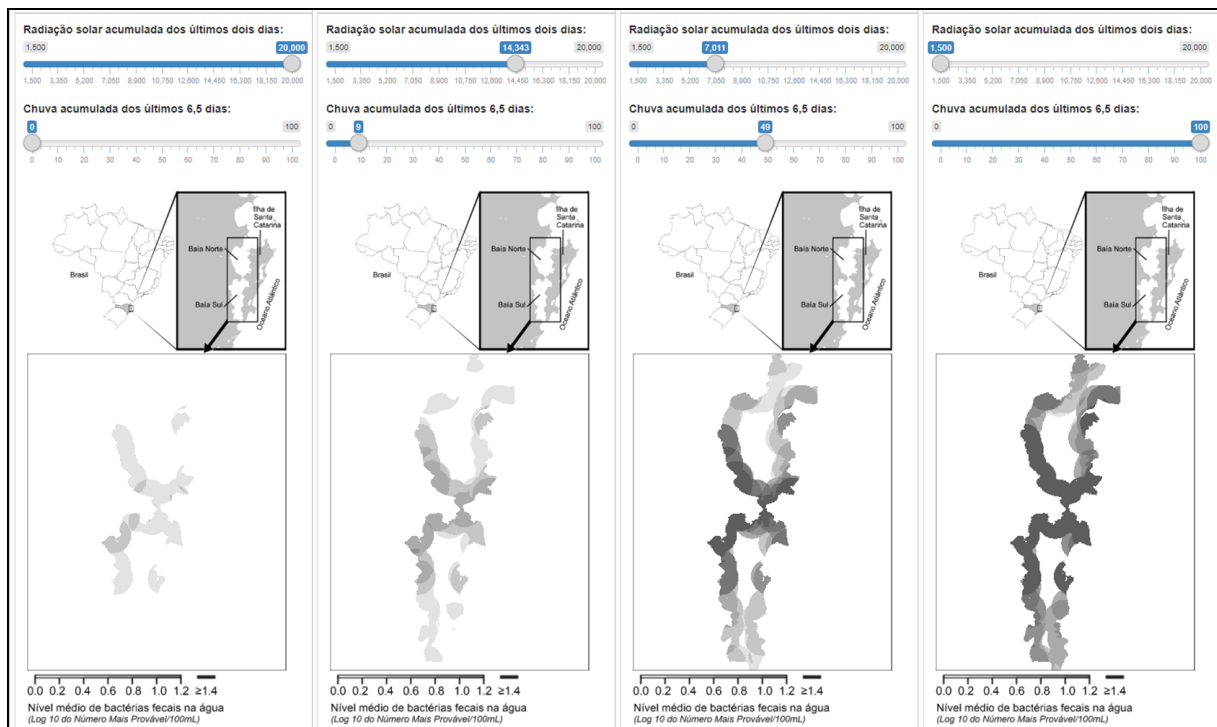 Radiação solar acumulada dos últimos dois dias:
1,500 20,000 20,000
1,500 3,350 5,200 7,050 8,900 10,750 12,600 14,450 16,300 18,150 20,000
Chuva acumulada dos últimos 6,5 dias:
0 100
0 10 20 30 40 50 60 70 80 90 100
Ilha de
Santa
Catarina
Baía Norte
Brasil
Baía Sul
Oceano Atlântico
0.0 0.2 0.4 0.6 0.8 1.0 1.2 ≥1.4
Nível médio de bactérias fecais na água
(Log 10 do Número Mais Provável/100mL)
Radiação solar acumulada dos últimos dois dias:
1,500 14,343 20,000
1,500 3,350 5,200 7,050 8,900 10,750 12,600 14,450 16,300 18,150 20,000
Chuva acumulada dos últimos 6,5 dias:
0 9 100
0 10 20 30 40 50 60 70 80 90 100
Ilha de
Santa
Catarina
Baía Norte
Brasil
Baía Sul
Oceano Atlântico
0.0 0.2 0.4 0.6 0.8 1.0 1.2 ≥1.4
Nível médio de bactérias fecais na água
(Log 10 do Número Mais Provável/100mL)
Radiação solar acumulada dos últimos dois dias:
1,500 7,011 20,000
1,500 3,350 5,200 7,050 8,900 10,750 12,600 14,450 16,300 18,150 20,000
Chuva acumulada dos últimos 6,5 dias:
0 49 100
0 10 20 30 40 50 60 70 80 90 100
Ilha de
Santa
Catarina
Baía Norte
Brasil
Baía Sul
Oceano Atlântico
0.0 0.2 0.4 0.6 0.8 1.0 1.2 ≥1.4
Nível médio de bactérias fecais na água
(Log 10 do Número Mais Provável/100mL)
Radiação solar acumulada dos últimos dois dias:
1,500 20,000
1,500 3,350 5,200 7,050 8,900 10,750 12,600 14,450 16,300 18,150 20,000
Chuva acumulada dos últimos 6,5 dias:
0 100
0 10 20 30 40 50 60 70 80 90 100
Ilha de
Santa
Catarina
Baía Norte
Brasil
Baía Sul
Oceano Atlântico
0.0 0.2 0.4 0.6 0.8 1.0 1.2 ≥1.4
Nível médio de bactérias fecais na água
(Log 10 do Número Mais Provável/100mL)